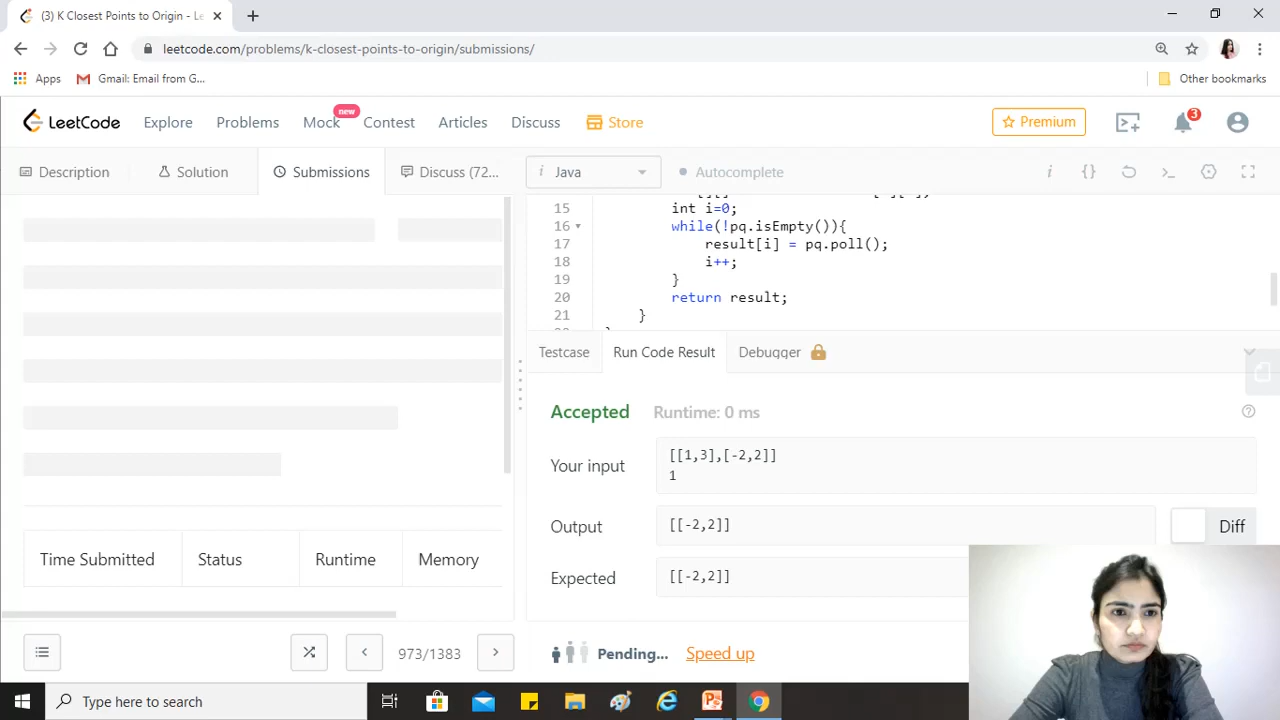 (3) K Closest Points to Origin - Le
leetcode.com/problems/k-closest-points-to-origin/submissions/
Apps
Gmail: Email from G...
Other bookmarks
LeetCode
Explore
Problems
Mock
new
Contest
Articles
Discuss
Store
Premium
3
Description
Solution
Submissions
Discuss (72...
i Java
Autocomplete
i
{}
15 int i=0;
16 while(!pq.isEmpty()){
17 result[i] = pq.poll();
18 i++;
19 }
20 return result;
21 }
Testcase
Run Code Result
Debugger
Accepted
Runtime: 0 ms
Your input
[[1,3],[-2,2]]
1
Output
[[-2,2]]
Diff
Expected
[[-2,2]]
Time Submitted
Status
Runtime
Memory
973/1383
Pending...
Speed up
Type here to search